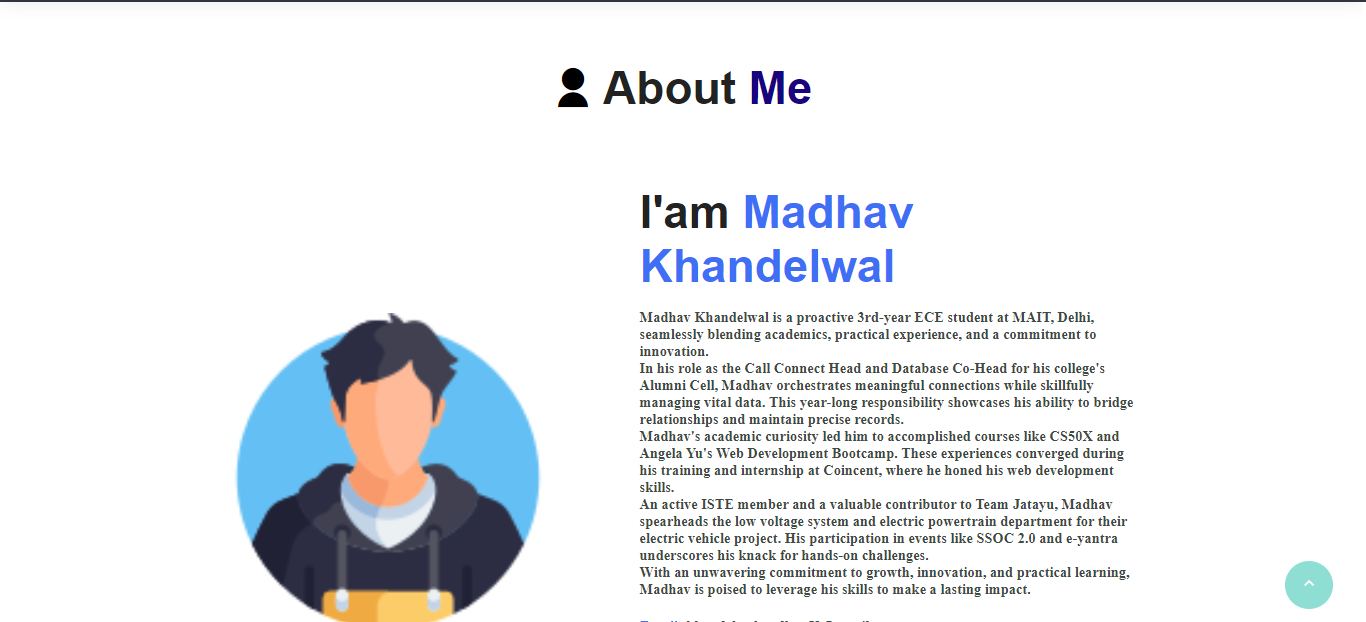 About Me
I'am Madhav
Khandelwal
Madhav Khandelwal is a proactive 3rd-year ECE student at MAIT, Delhi,
seamlessly blending academics, practical experience, and a commitment to
innovation.
In his role as the Call Connect Head and Database Co-Head for his college's
Alumni Cell, Madhav orchestrates meaningful connections while skillfully
managing vital data. This year-long responsibility showcases his ability to bridge
relationships and maintain precise records.
Madhav's academic curiosity led him to accomplished courses like CS50X and
Angela Yu's Web Development Bootcamp. These experiences converged during
his training and internship at Coincent, where he honed his web development
skills.
An active ISTE member and a valuable contributor to Team Jatayu, Madhav
spearheads the low voltage system and electric powertrain department for their
electric vehicle project. His participation in events like SSOC 2.0 and e-yantra
underscores his knack for hands-on challenges.
With an unwavering commitment to growth, innovation, and practical learning,
Madhav is poised to leverage his skills to make a lasting impact.